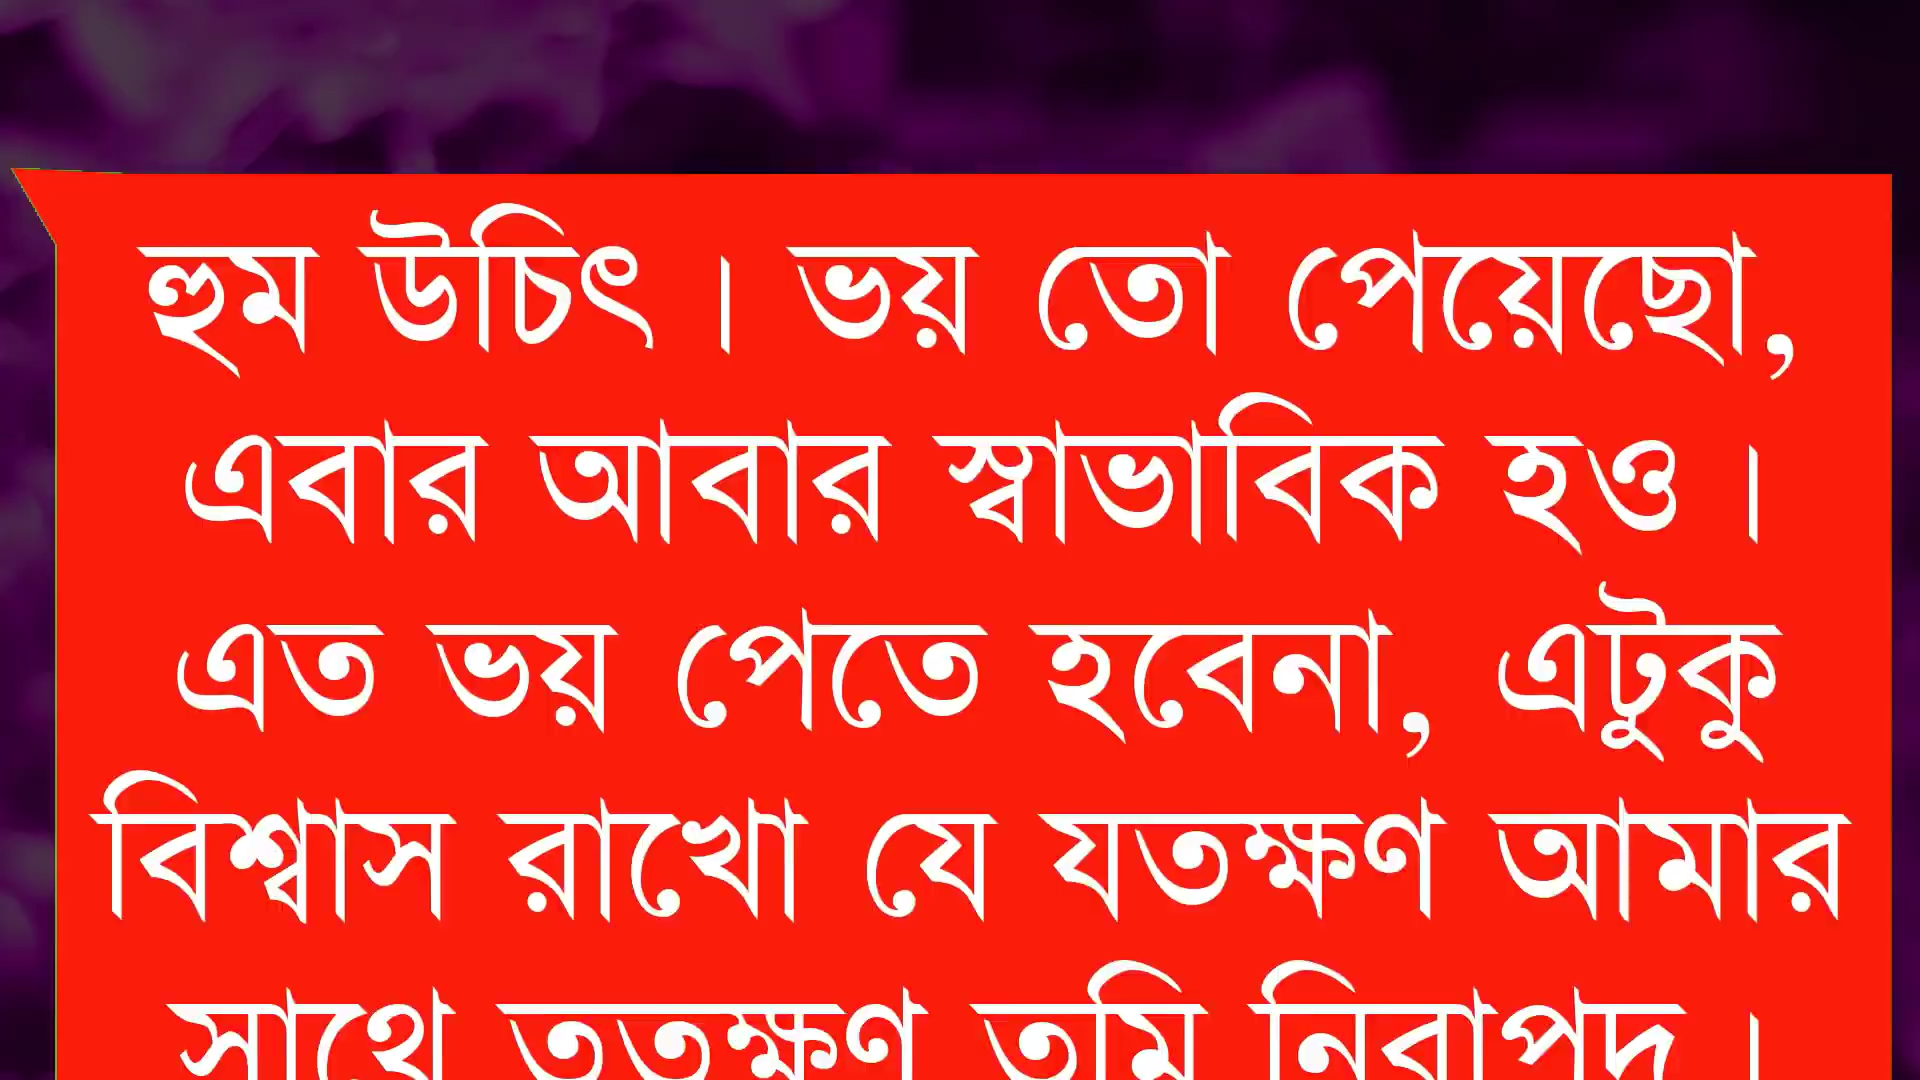 হুম উচিৎ। ভয় তো পেয়েছো,
এবার আবার স্বাভাবিক হও।
এত ভয় পেতে হবেনা, এটুকু
বিশ্বাস রাখো যে যতক্ষণ আমার
সাথে ততক্ষণ তুমি নিরাপদ।